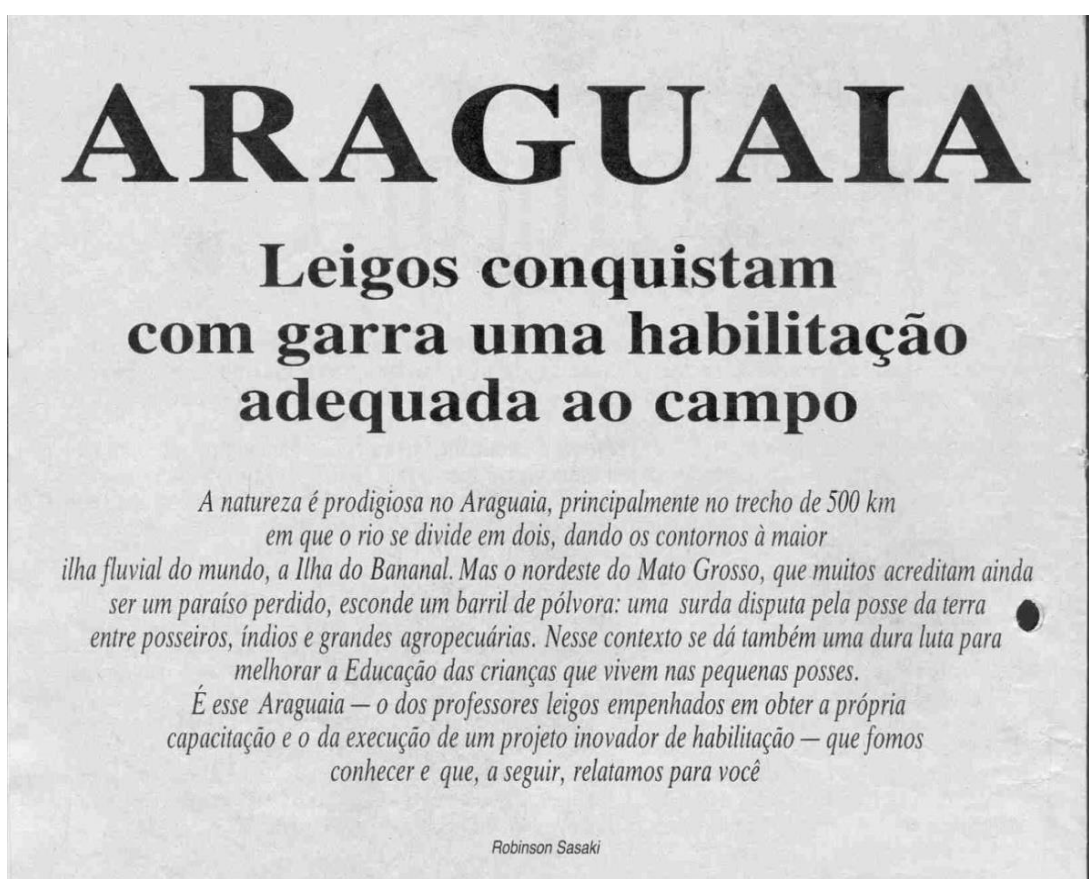 ARAGUAIA
Leigos conquistam
com garra uma habilitação
adequada ao campo
A natureza é prodigiosa no Araguaia, principalmente no trecho de 500 km
em que o rio se divide em dois, dando os contornos à maior
ilha fluvial do mundo, a Ilha do Bananal. Mas o nordeste do Mato Grosso, que muitos acreditam ainda
ser um paraíso perdido, esconde um barril de pólvora: uma surda disputa pela posse da terra
entre posseiros, índios e grandes agropecuárias. Nesse contexto se dá também uma dura luta para
melhorar a Educação das crianças que vivem nas pequenas posses.
É esse Araguaia — o dos professores leigos empenhados em obter a própria
capacitação e o da execução de um projeto inovador de habilitação — que fomos
conhecer e que, a seguir, relatamos para você
Robinson Sasaki